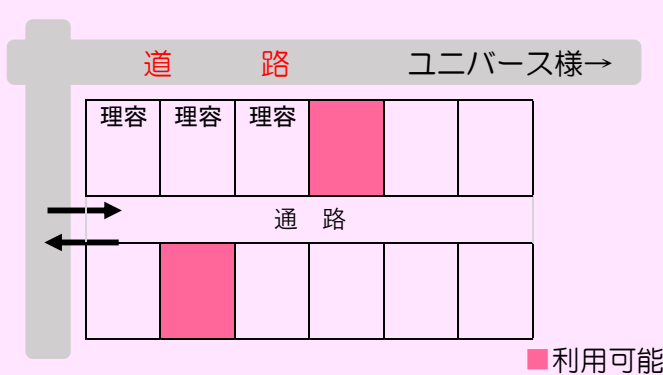 道 路 ユニバース様→
理容 理容 理容
通 路
■利用可能